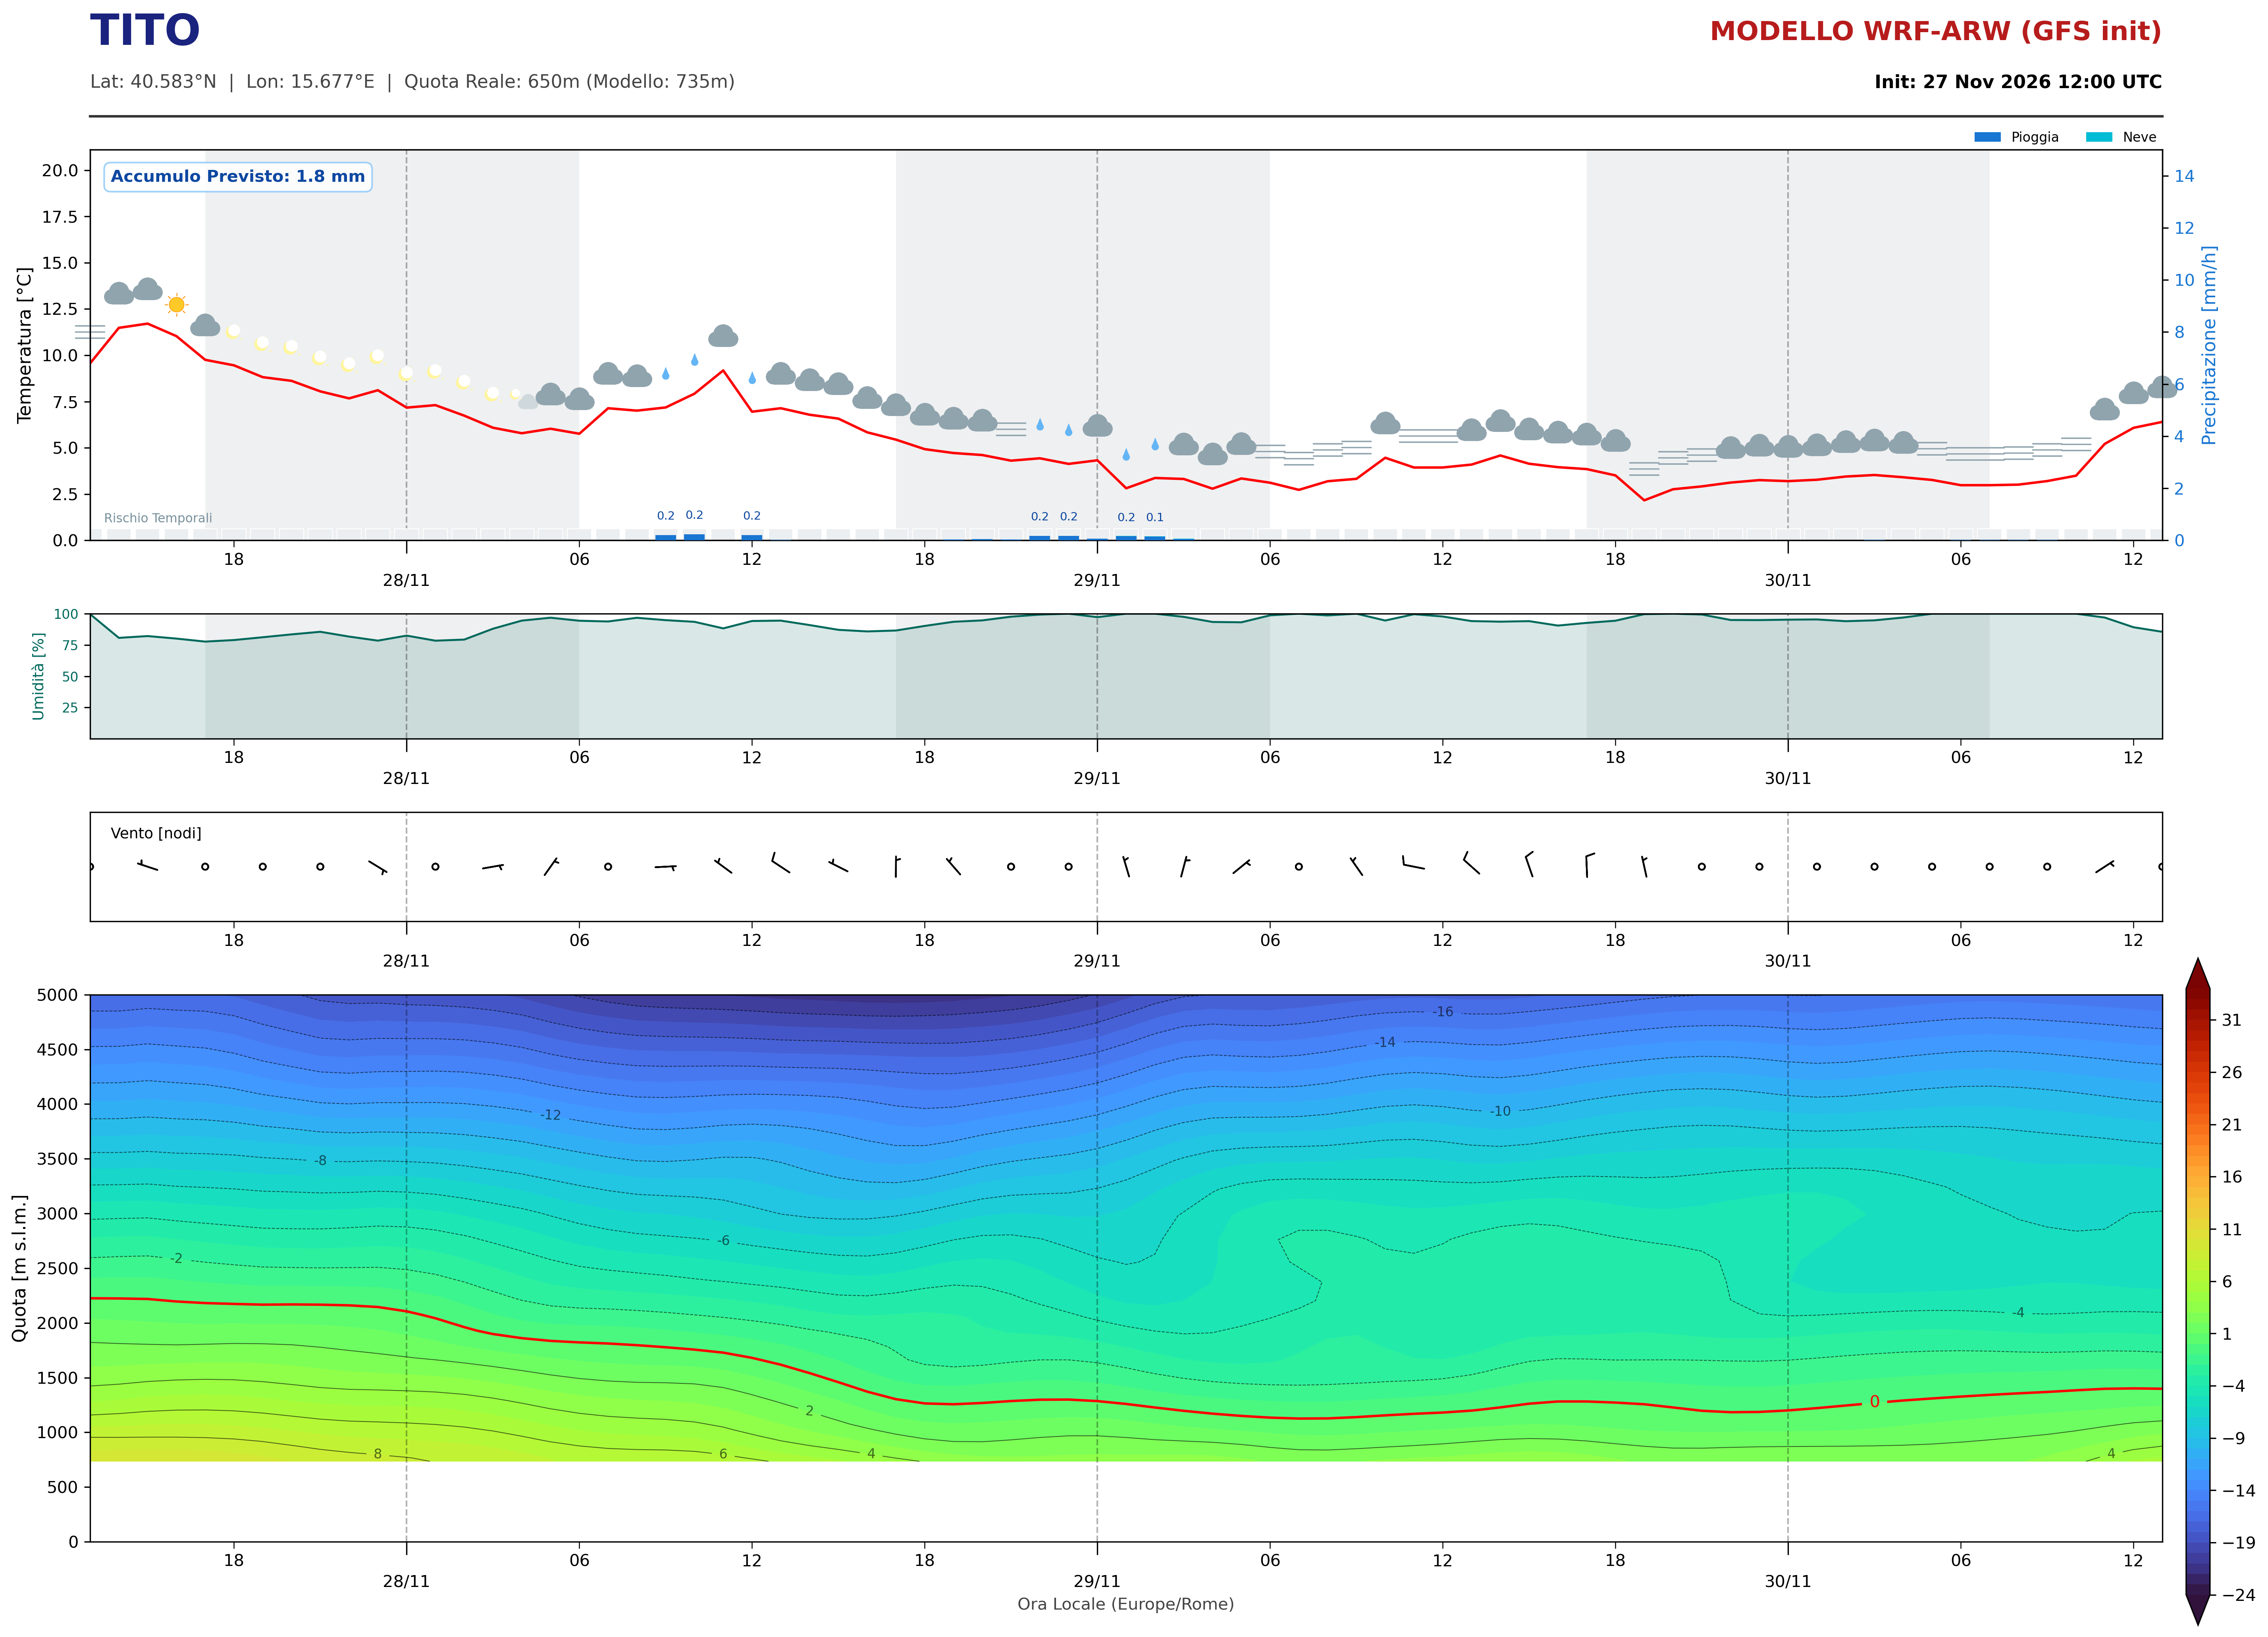 TITO
MODELLO WRF-ARW (GFS init)
Lat: 40.583°N | Lon: 15.677°E | Quota Reale: 650m (Modello: 735m)
Init: 27 Nov 2026 12:00 UTC
Pioggia
Neve
Accumulo Previsto: 1.8 mm
Temperatura [°C]
20.0
17.5
15.0
12.5
10.0
7.5
5.0
2.5
0.0
Precipitazione [mm/h]
14
12
10
8
6
4
2
0
Rischio Temporali
0.2 0.2 0.2 0.2 0.2 0.2 0.1
18 06 12 18 06 12 18 06 12
28/11 29/11 30/11
Umidità [%]
100
75
50
25
18 06 12 18 06 12 18 06 12
28/11 29/11 30/11
Vento [nodi]
18 06 12 18 06 12 18 06 12
28/11 29/11 30/11
Quota [m s.l.m.]
5000
4500
4000
3500
3000
2500
2000
1500
1000
500
0
-16
-14
-12
-10
-8
-6
-2
-4
0
2
8
6
4
4
18 06 12 18 06 12 18 06 12
28/11 29/11 30/11
Ora Locale (Europe/Rome)
31
26
21
16
11
6
1
−4
−9
−14
−19
−24